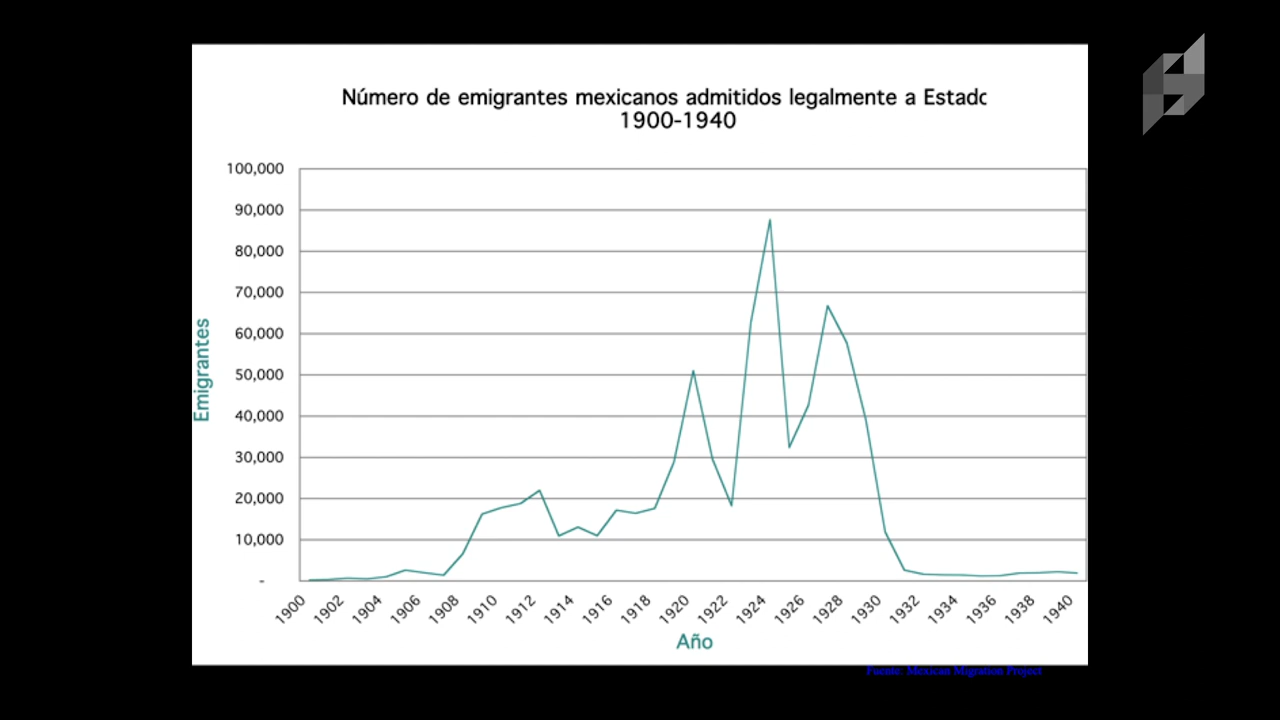 Número de emigrantes mexicanos admitidos legalmente a Estadc
1900-1940
100,000
90,000
80,000
70,000
60,000
50,000
40,000
30,000
20,000
10,000
-
Emigrantes
1900 1902 1904 1906 1908 1910 1912 1914 1916 1918 1920 1922 1924 1926 1928 1930 1932 1934 1936 1938 1940
Año
Fuente: Mexican Migration Project